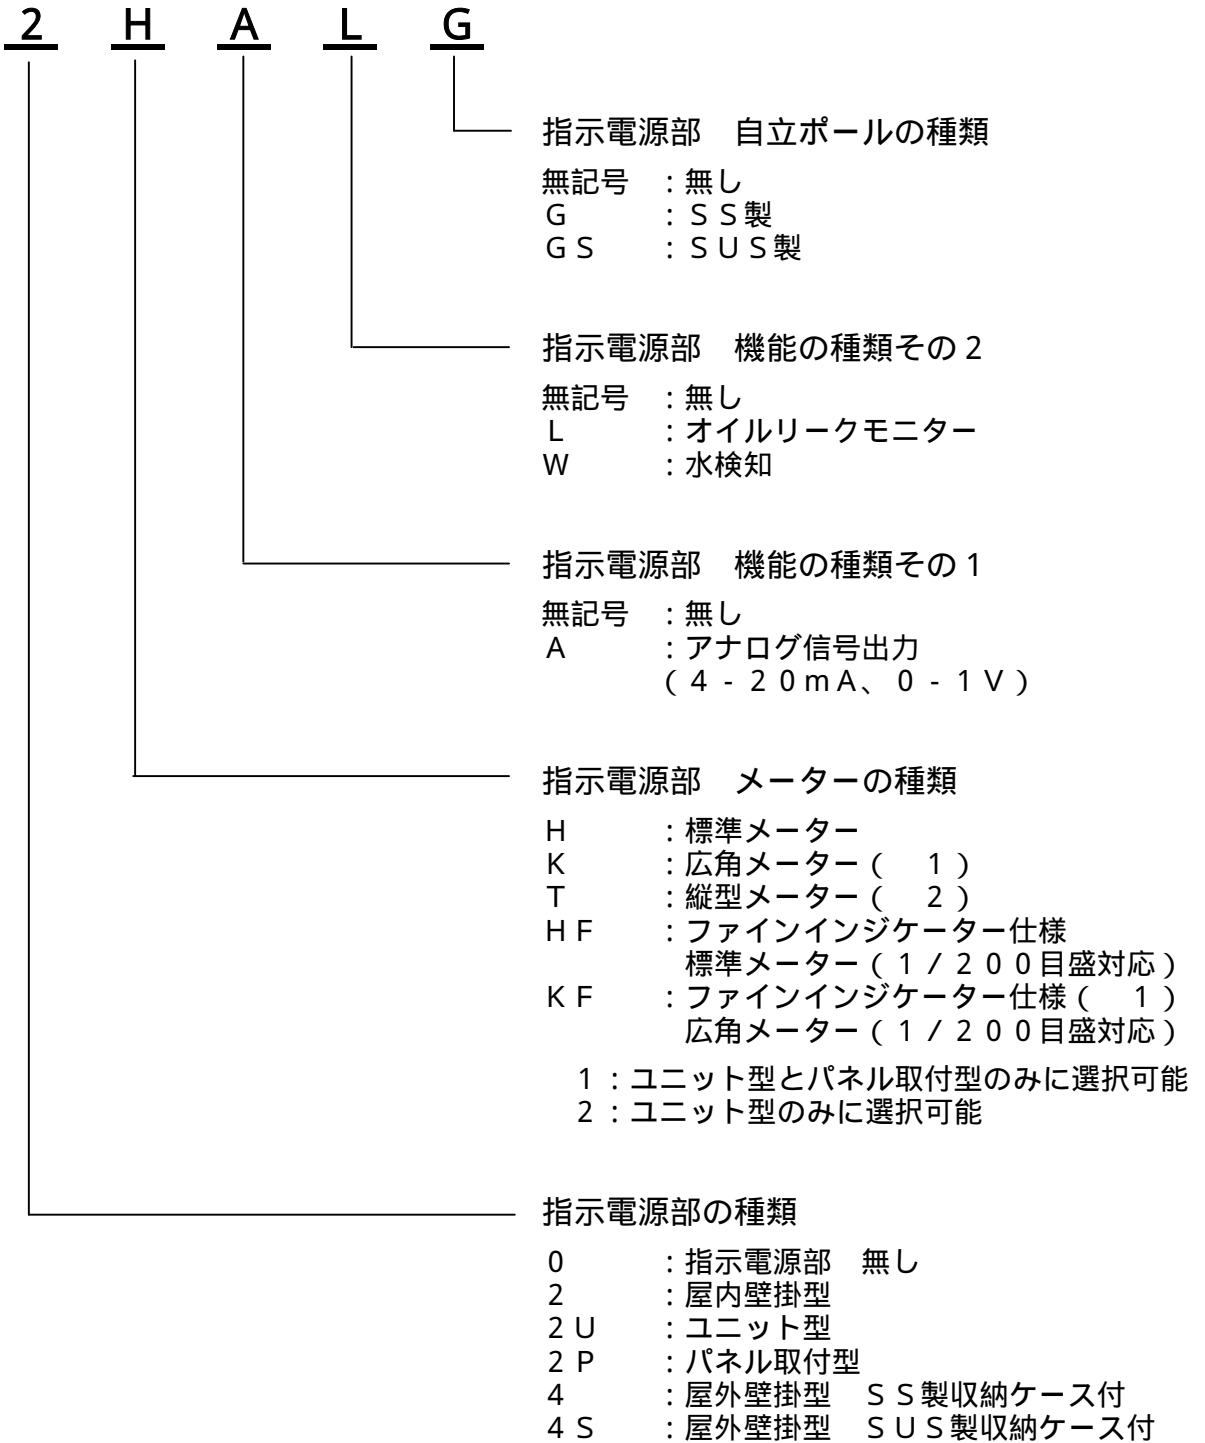 2 H A L G
指示電源部　自立ポールの種類
無記号　：無し
G　：ＳＳ製
GS　：ＳＵＳ製
指示電源部　機能の種類その２
無記号　：無し
L　：オイルリークモニター
W　：水検知
指示電源部　機能の種類その１
無記号　：無し
A　：アナログ信号出力
（４-２０ｍＡ、０-１Ｖ）
指示電源部　メーターの種類
H　：標準メーター
K　：広角メーター（　１）
T　：縦型メーター（　２）
HF　：ファインインジケーター仕様
標準メーター（１／２００目盛対応）
KF　：ファインインジケーター仕様（　１）
広角メーター（１／２００目盛対応）
１：ユニット型とパネル取付型のみに選択可能
２：ユニット型のみに選択可能
指示電源部の種類
０　：指示電源部　無し
２　：屋内壁掛型
２Ｕ　：ユニット型
２Ｐ　：パネル取付型
４　：屋外壁掛型　ＳＳ製収納ケース付
４Ｓ　：屋外壁掛型　ＳＵＳ製収納ケース付